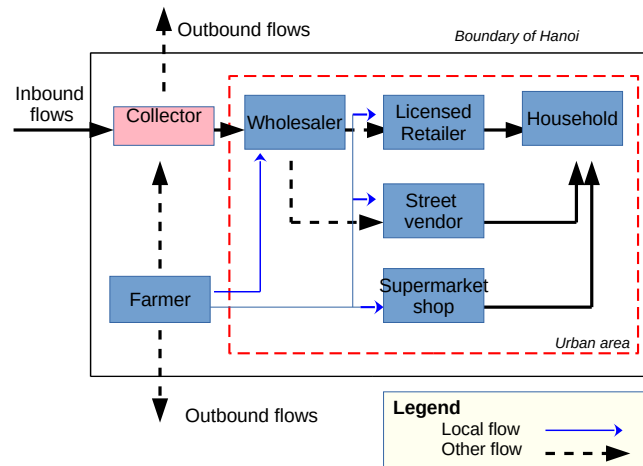 Outbound flows
Boundary of Hanoi
Inbound
flows
Collector
Wholesaler
Licensed
Retailer
Household
Street
vendor
Farmer
Supermarket
shop
Urban area
Outbound flows
Legend
Local flow
Other flow